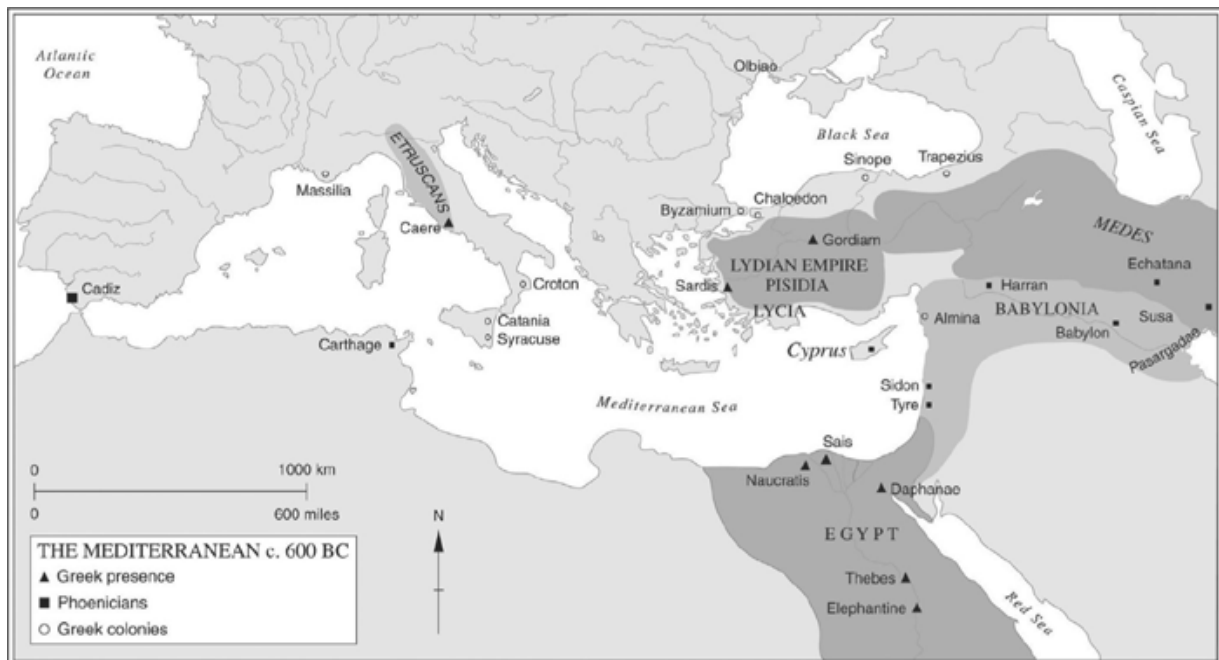 Atlantic
Ocean
Olbiao
Caspian Sea
Black Sea
Sinope
Trapezius
ETRUSCANS
Massilia
Chaloedon
Byzamium
MEDES
Caere
Gordiam
LYDIAN EMPIRE
Echatana
PISIDIA
Sardis
Harran
Cadiz
Croton
LYCIA
BABYLONIA
Susa
Almina
Catania
Babylon
Syracuse
Carthage
Cyprus
Pasargadae
Sidon
Mediterranean Sea
Tyre
Sais
0
1000 km
Naucratis
Daphanae
0
600 miles
N
EGYPT
THE MEDITERRANEAN c. 600 BC
Greek presence
Thebes
Phoenicians
Elephantine
Red Sea
Greek colonies